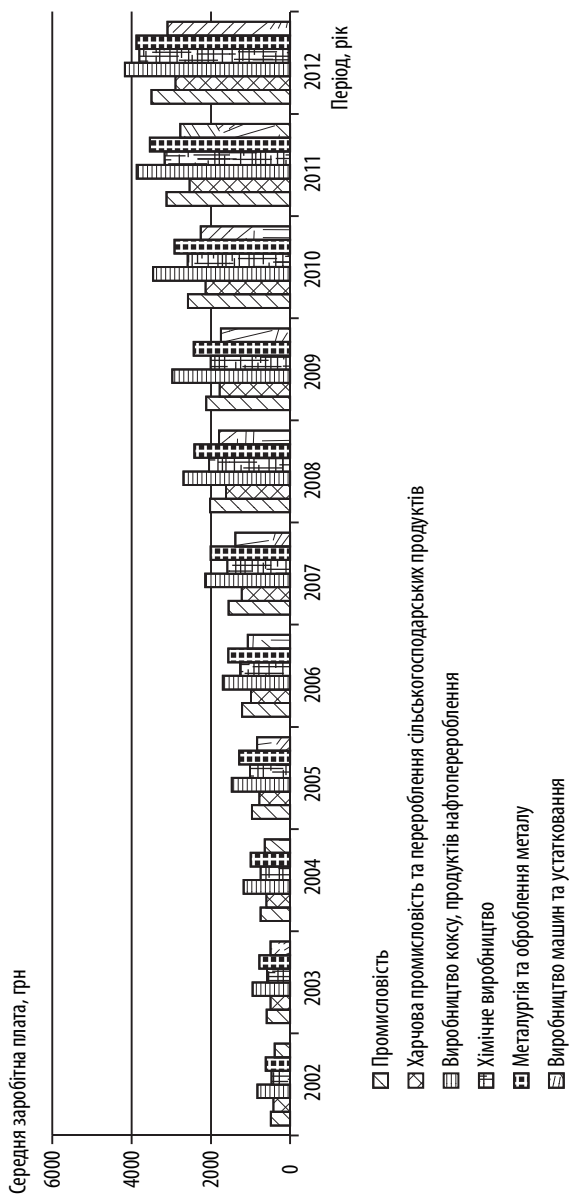 Середня заробітна плата, грн
6000
4000
2000
0
2002 2003 2004 2005 2006 2007 2008 2009 2010 2011 2012
Період, рік
Промисловість
Харчова промисловість та перероблення сільськогосподарських продуктів
Виробництво коксу, продуктів нафтоперероблення
Хімічне виробництво
Металургія та оброблення металу
Виробництво машин та устатковання